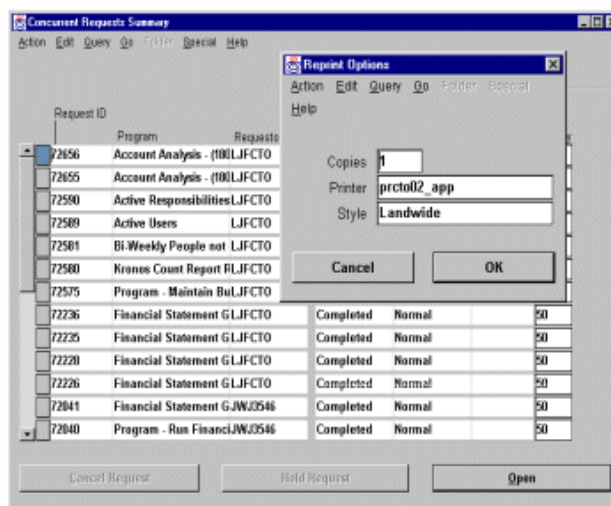 Concurrent Requests Summary
Action Edit Query Go Folder Special Help
Reprint Options
Action Edit Query Go Folder Special
Help
Copies 1
Printer prcto02_app
Style Landwide
Cancel OK
Request ID
Program Requesto
72656 Account Analysis - (180 LJFCTO
72655 Account Analysis - (180 LJFCTO
72590 Active Responsibilities LJFCTO
72589 Active Users LJFCTO
72581 Bi-Weekly People not LJFCTO
72580 Kronos Count Report F LJFCTO
72575 Program - Maintain Bu LJFCTO
72236 Financial Statement G LJFCTO Completed Normal 50
72235 Financial Statement G LJFCTO Completed Normal 50
72228 Financial Statement G LJFCTO Completed Normal 50
72226 Financial Statement G LJFCTO Completed Normal 50
72041 Financial Statement G JWJ3546 Completed Normal 50
72040 Program - Run Financi JWJ3546 Completed Normal 50
Cancel Request Hold Request Open